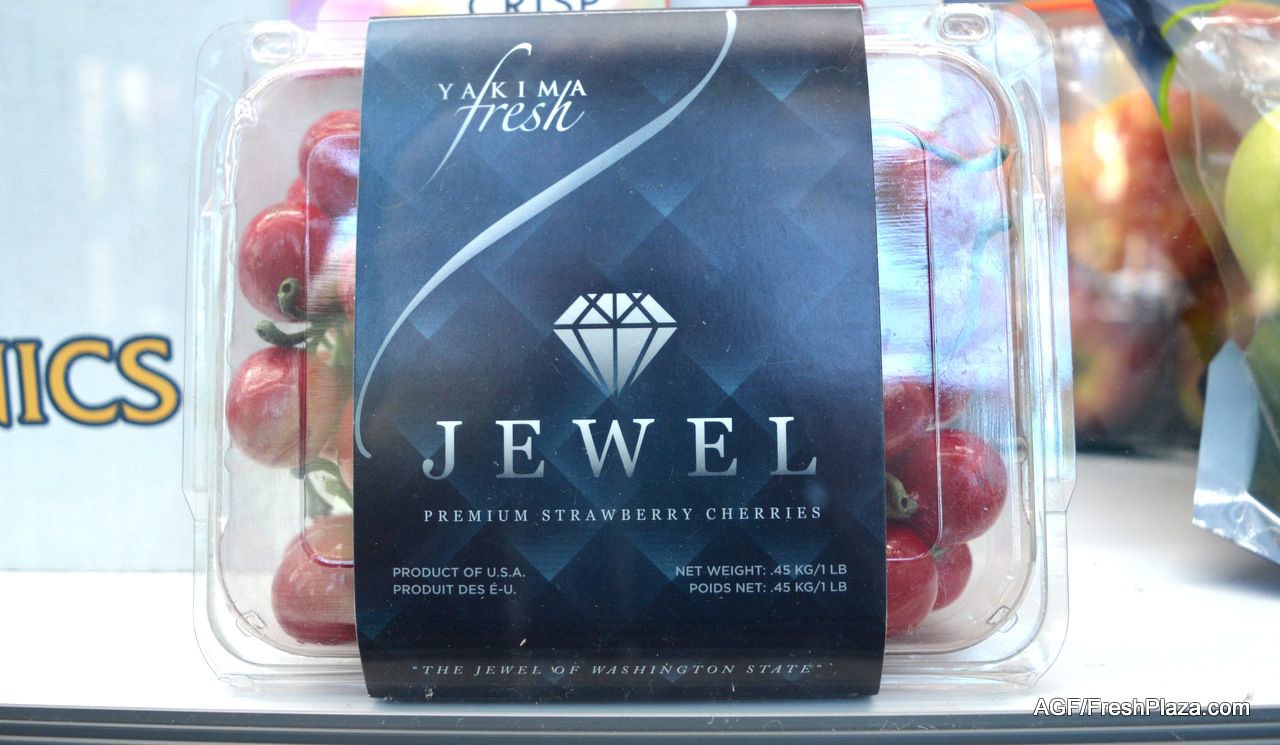 CRISP
YAKIMA
fresh
NICS
JEWEL
PREMIUM STRAWBERRY CHERRIES
PRODUCT OF U.S.A.
PRODUIT DES É-U.
NET WEIGHT: .45 KG/1 LB
POIDS NET: .45 KG/1 LB
"THE JEWEL OF WASHINGTON STATE"
AGF/FreshPlaza.com